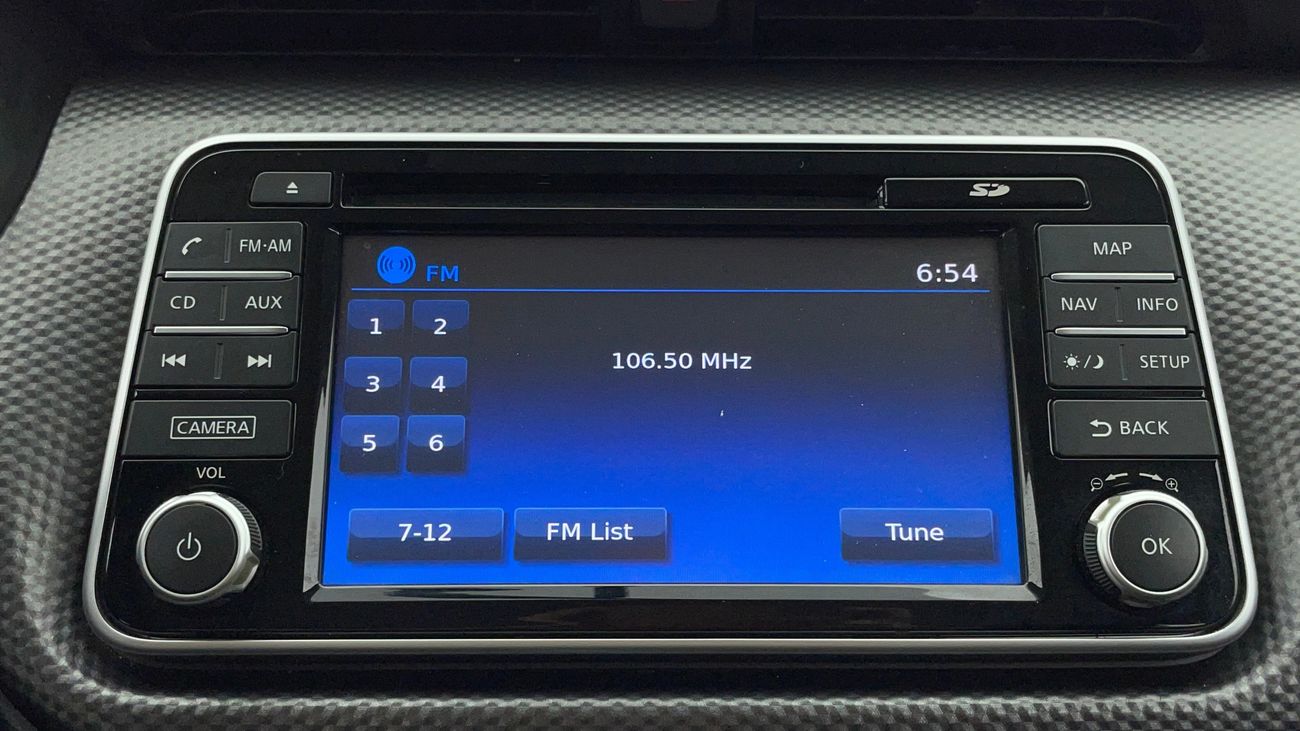 SD
FM·AM
MAP
FM
6:54
CD AUX
NAV INFO
1 2
106.50 MHz
3 4
SETUP
5 6
CAMERA
BACK
VOL
7-12 FM List Tune
OK